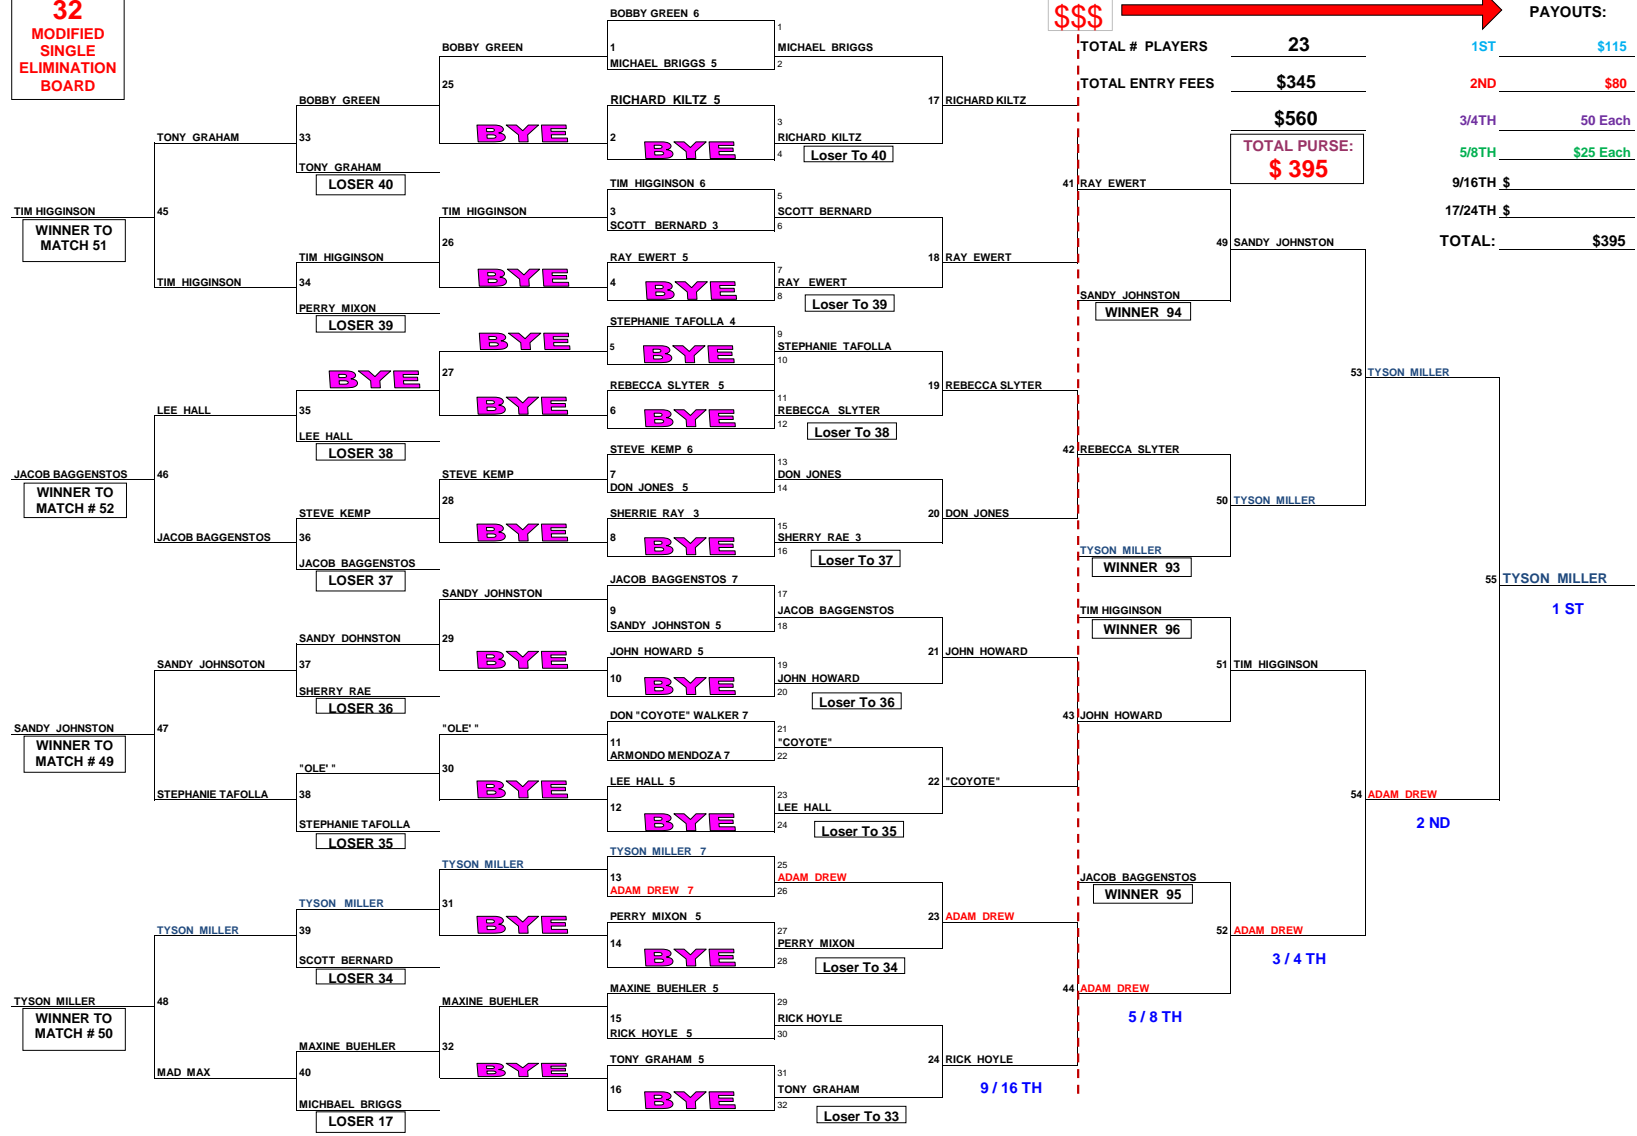 32
MODIFIED
SINGLE
ELIMINATION
BOARD
$$$
PAYOUTS:
TOTAL # PLAYERS 23
TOTAL ENTRY FEES $345
$560
TOTAL PURSE:
$ 395
1ST $115
2ND $80
3/4TH 50 Each
5/8TH $25 Each
9/16TH $
17/24TH $
TOTAL: $395
TIM HIGGINSON
WINNER TO
MATCH 51
JACOB BAGGENSTOS
WINNER TO
MATCH # 52
SANDY JOHNSTON
WINNER TO
MATCH # 49
TYSON MILLER
WINNER TO
MATCH # 50
TONY GRAHAM
45
TIM HIGGINSON
LEE HALL
46
JACOB BAGGENSTOS
SANDY JOHNSOTON
47
STEPHANIE TAFOLLA
TYSON MILLER
48
MAD MAX
BOBBY GREEN
33
TONY GRAHAM
LOSER 40
TIM HIGGINSON
34
PERRY MIXON
LOSER 39
BYE
35
LEE HALL
LOSER 38
STEVE KEMP
36
JACOB BAGGENSTOS
LOSER 37
SANDY DOHNSTON
37
SHERRY RAE
LOSER 36
"OLE' "
38
STEPHANIE TAFOLLA
LOSER 35
TYSON MILLER
39
SCOTT BERNARD
LOSER 34
MAXINE BUEHLER
40
MICHBAEL BRIGGS
LOSER 17
BOBBY GREEN
25
BYE
TIM HIGGINSON
26
BYE
BYE
27
BYE
STEVE KEMP
28
BYE
SANDY JOHNSTON
29
BYE
"OLE' "
30
BYE
TYSON MILLER
31
BYE
MAXINE BUEHLER
32
BYE
BOBBY GREEN 6
1
MICHAEL BRIGGS 5
RICHARD KILTZ 5
2
BYE
TIM HIGGINSON 6
3
SCOTT BERNARD 3
RAY EWERT 5
4
BYE
STEPHANIE TAFOLLA 4
5
BYE
REBECCA SLYTER 5
6
BYE
STEVE KEMP 6
7
DON JONES 5
SHERRIE RAY 3
8
BYE
JACOB BAGGENSTOS 7
9
SANDY JOHNSTON 5
JOHN HOWARD 5
10
BYE
DON "COYOTE" WALKER 7
11
ARMONDO MENDOZA 7
LEE HALL 5
12
BYE
TYSON MILLER 7
13
ADAM DREW 7
PERRY MIXON 5
14
BYE
MAXINE BUEHLER 5
15
RICK HOYLE 5
TONY GRAHAM 5
16
BYE
1
MICHAEL BRIGGS
2
3
RICHARD KILTZ
4
Loser To 40
5
SCOTT BERNARD
6
7
RAY EWERT
8
Loser To 39
9
STEPHANIE TAFOLLA
10
11
REBECCA SLYTER
12
Loser To 38
13
DON JONES
14
15
SHERRY RAE 3
16
Loser To 37
17
JACOB BAGGENSTOS
18
19
JOHN HOWARD
20
Loser To 36
21
"COYOTE"
22
23
LEE HALL
24
Loser To 35
25
ADAM DREW
26
27
PERRY MIXON
28
Loser To 34
29
RICK HOYLE
30
31
TONY GRAHAM
32
Loser To 33
17 RICHARD KILTZ
18 RAY EWERT
19 REBECCA SLYTER
20 DON JONES
21 JOHN HOWARD
22 "COYOTE"
23 ADAM DREW
24 RICK HOYLE
9 / 16 TH
41 RAY EWERT
SANDY JOHNSTON
WINNER 94
42 REBECCA SLYTER
TYSON MILLER
WINNER 93
TIM HIGGINSON
WINNER 96
43 JOHN HOWARD
JACOB BAGGENSTOS
WINNER 95
44 ADAM DREW
5 / 8 TH
49 SANDY JOHNSTON
50 TYSON MILLER
51 TIM HIGGINSON
52 ADAM DREW
3 / 4 TH
53 TYSON MILLER
54 ADAM DREW
2 ND
55 TYSON MILLER
1 ST